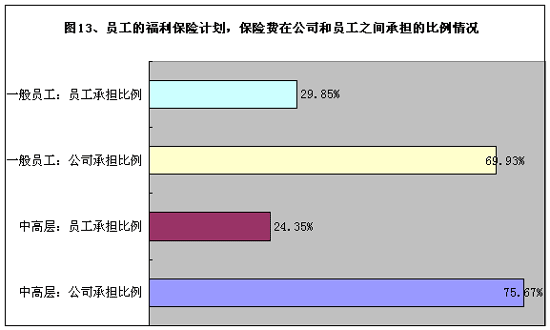 图13、员工的福利保险计划，保险费在公司和员工之间承担的比例情况
一般员工：员工承担比例
29.85%
一般员工：公司承担比例
69.93%
中高层：员工承担比例
24.35%
中高层：公司承担比例
75.67%